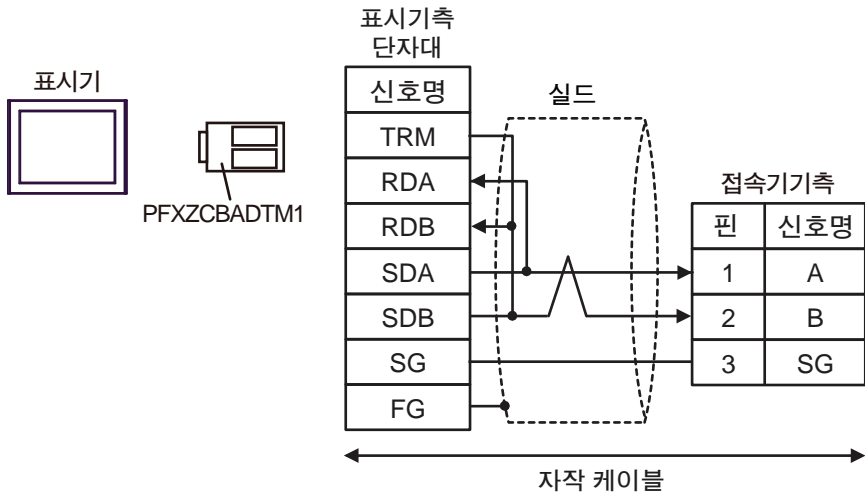 표시기측
단자대
표시기
PFXZCBADTM1
신호명
TRM
RDA
RDB
SDA
SDB
SG
FG
실드
접속기기측
핀 신호명
1 A
2 B
3 SG
자작 케이블